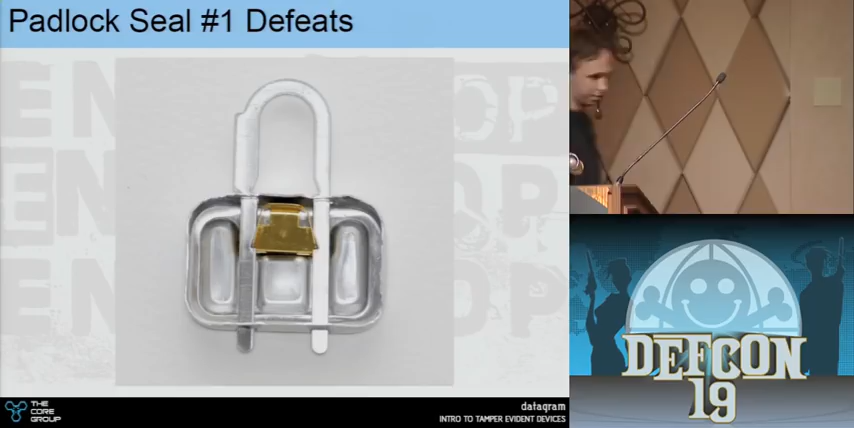 Padlock Seal #1 Defeats
THE
CORE
GROUP
datagram
INTRO TO TAMPER EVIDENT DEVICES
DEFCON
19